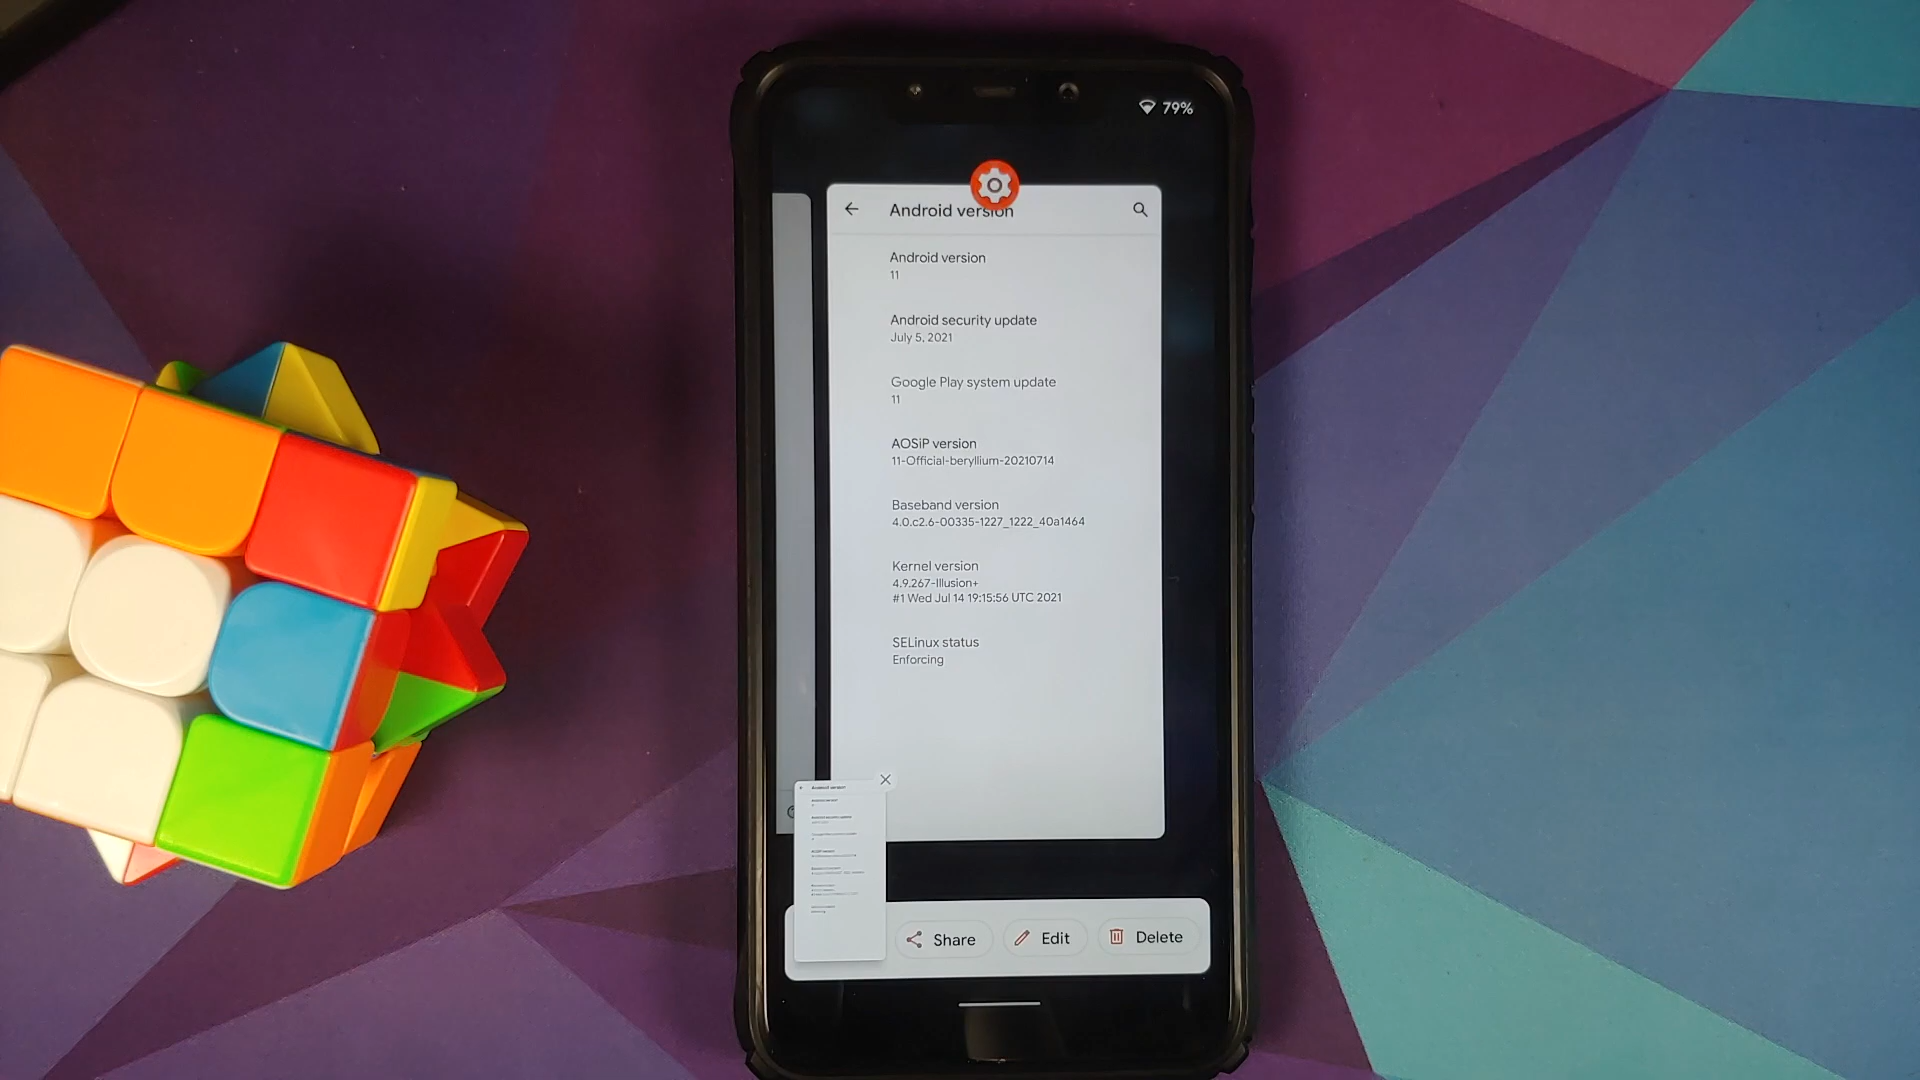 79%
Android version
Android version
11
Android security update
July 5, 2021
Google Play system update
11
AOSiP version
11-Official-beryllium-20210714
Baseband version
4.0.c2.6-00335-1227_1222_40a1464
Kernel version
4.9.267-Illusion+
#1 Wed Jul 14 19:15:56 UTC 2021
SELinux status
Enforcing
Android version
Share
Edit
Delete